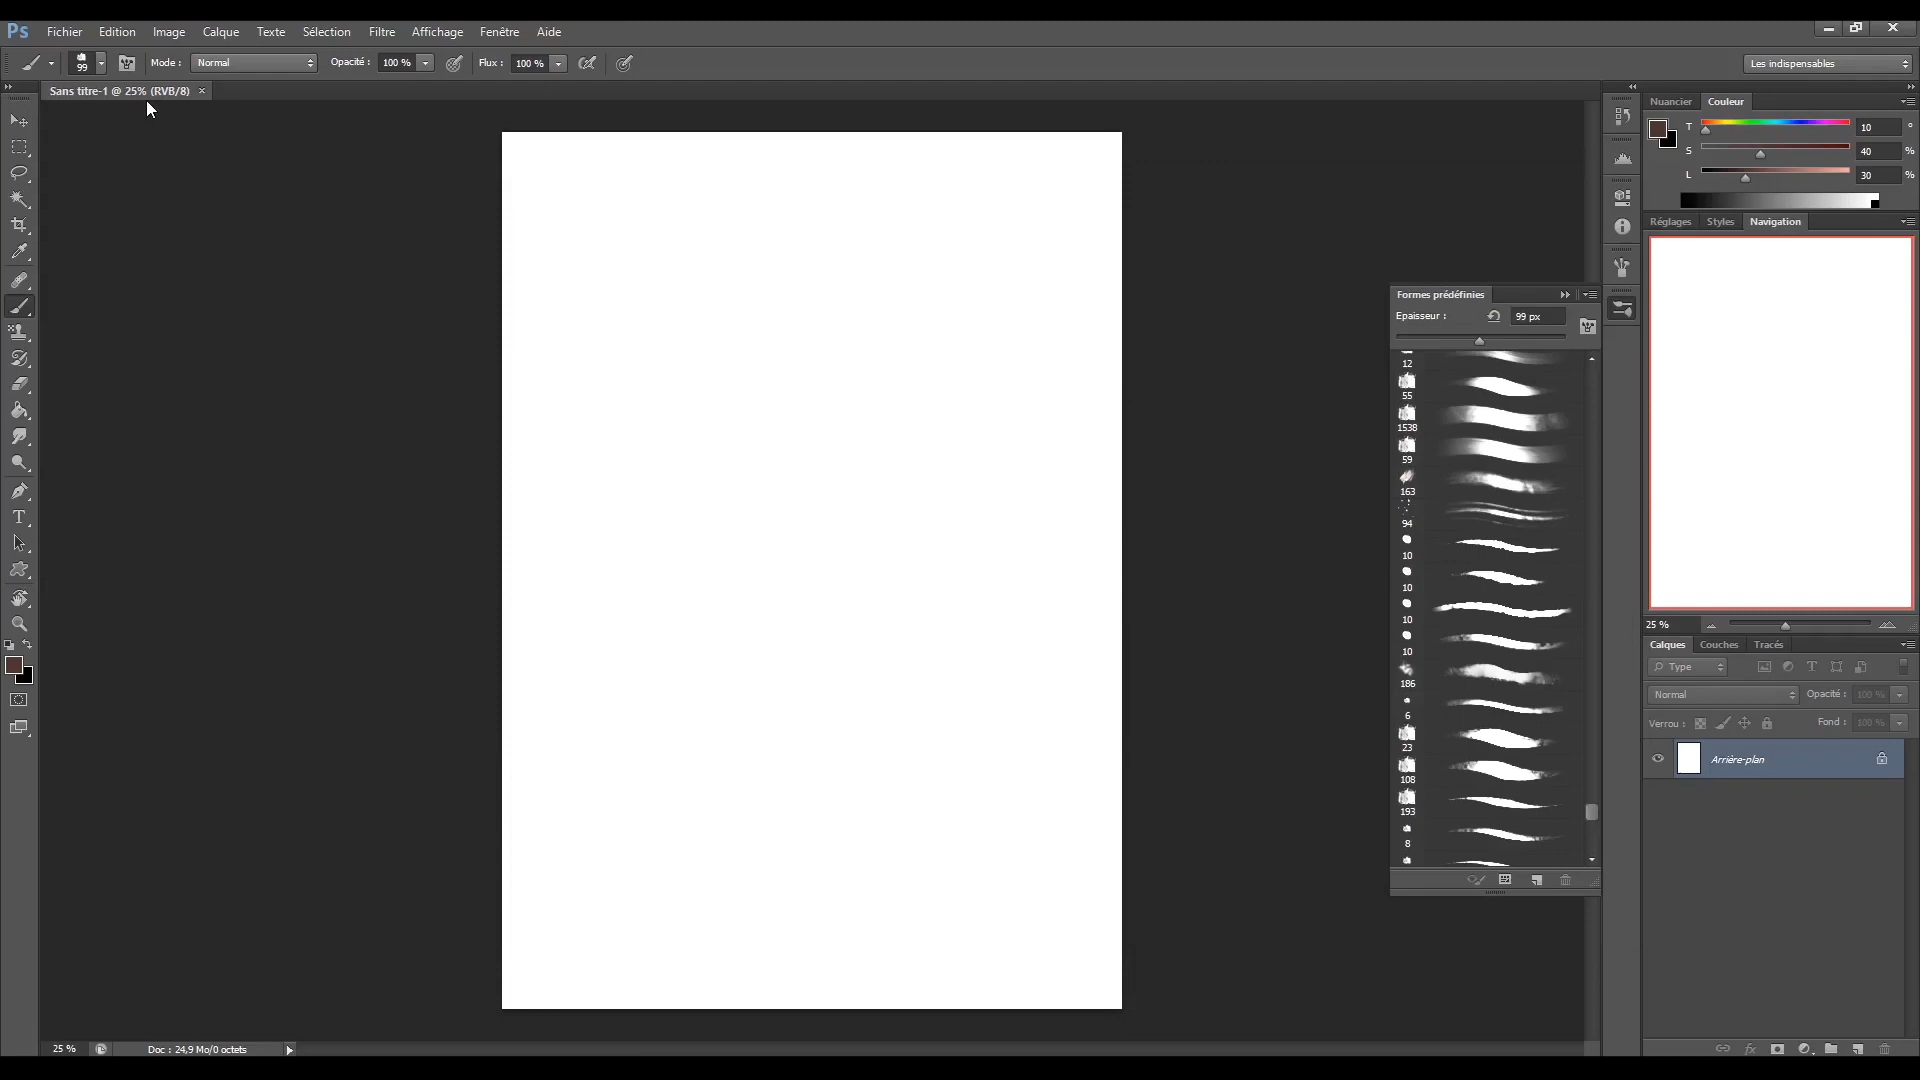 Ps Fichier Edition Image Calque Texte Sélection Filtre Affichage Fenêtre Aide
99 Mode : Normal Opacité : 100 % Flux : 100 % Les indispensables
Sans titre-1 @ 25% (RVB/8) ×
Nuancier Couleur
T 10 °
S 40 %
L 30 %
Réglages Styles Navigation
Formes prédéfinies
Epaisseur : 99 px
12
55
1538
59
163
94
10
10
10
10
186
6
23
108
193
8
25 %
Calques Couches Tracés
Type
Normal Opacité : 100 %
Verrou : Fond : 100 %
Arrière-plan
25 % Doc : 24,9 Mo/0 octets
fx